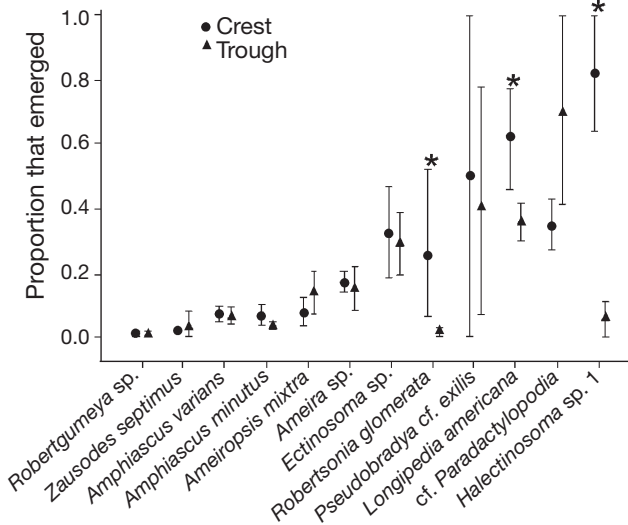 1.0
0.8
0.6
0.4
0.2
0.0
Proportion that emerged
Crest
Trough
*
*
*
Robertgumeya sp.
Zausodes septimus
Amphiascus varians
Amphiascus minutus
Ameiropsis mixtra
Ameira sp.
Ectinosoma sp.
Robertsonia glomerata
Pseudobradya cf. exilis
Longipedia americana
cf. Paradactylopodia
Halectinosoma sp. 1